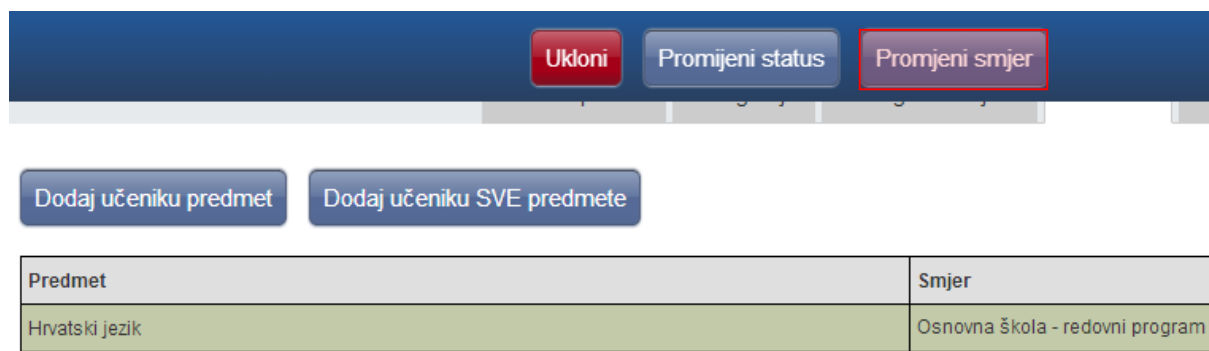 Ukloni Promijeni status Promjeni smjer
Dodaj učeniku predmet Dodaj učeniku SVE predmete
Predmet Smjer
Hrvatski jezik Osnovna škola - redovni program